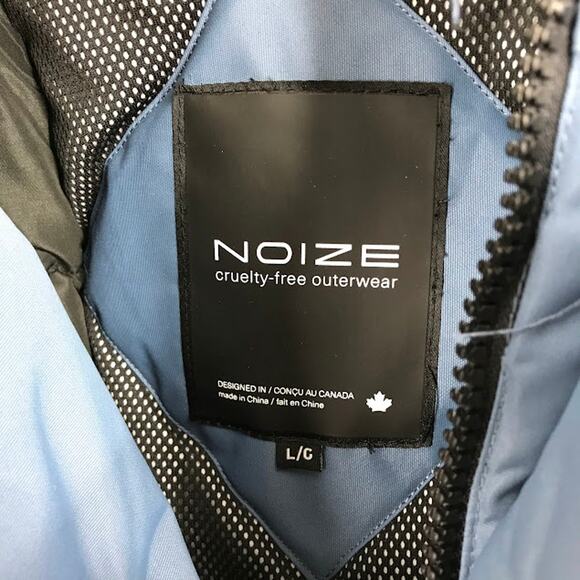 NOIZE
cruelty-free outerwear
DESIGNED IN / CONÇU AU CANADA
made in China / fait en Chine
L/G